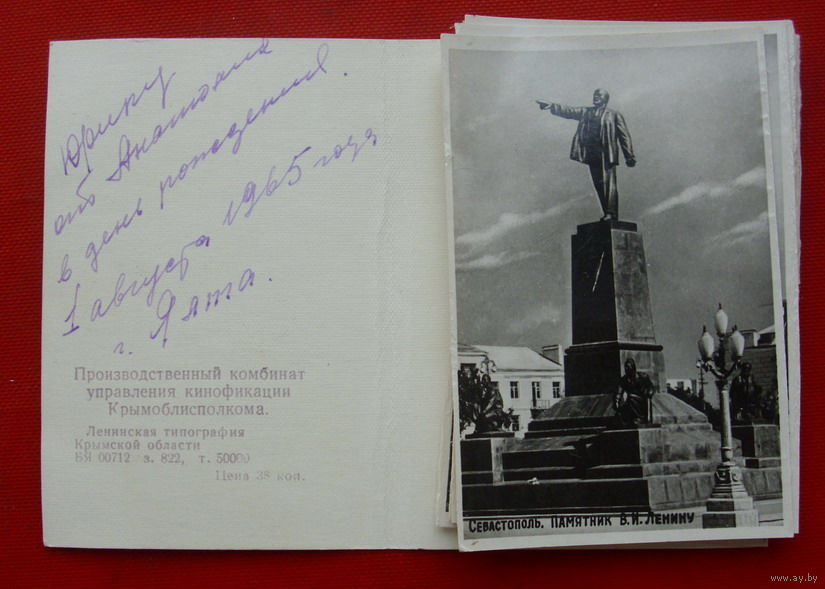 Юрику
от Анатолия
в день рождения.
1 августа 1965 года
г. Ялта.
Производственный комбинат
управления кинофикации
Крымоблисполкома.
Ленинская типография
Крымской области
БЯ 00712 з. 822, т. 50000
Цена 38 коп.
СЕВАСТОПОЛЬ. ПАМЯТНИК В.И. ЛЕНИНУ
www.ay.by